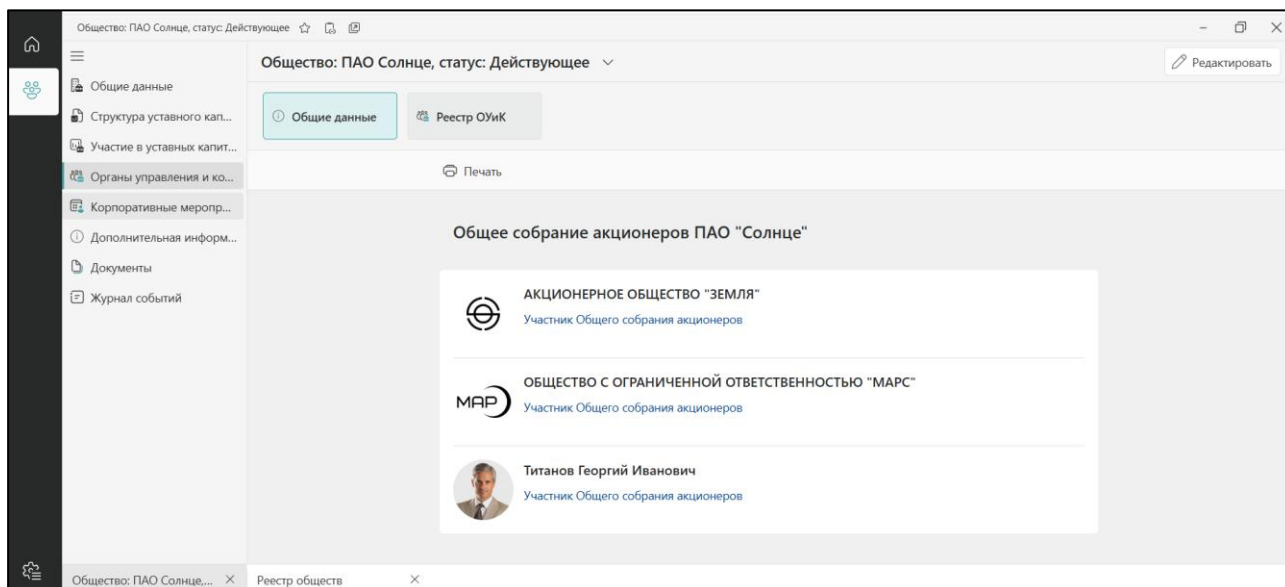 Общество: ПАО Солнце, статус: Действующее
Общество: ПАО Солнце, статус: Действующее
Редактировать
Общие данные
Структура уставного кап...
Участие в уставных капит...
Органы управления и ко...
Корпоративные меропр...
Дополнительная информ...
Документы
Журнал событий
Общие данные
Реестр ОУиК
Печать
Общее собрание акционеров ПАО "Солнце"
АКЦИОНЕРНОЕ ОБЩЕСТВО "ЗЕМЛЯ"
Участник Общего собрания акционеров
МАР
ОБЩЕСТВО С ОГРАНИЧЕННОЙ ОТВЕТСТВЕННОСТЬЮ "МАРС"
Участник Общего собрания акционеров
Титанов Георгий Иванович
Участник Общего собрания акционеров
Общество: ПАО Солнце,...
Реестр обществ